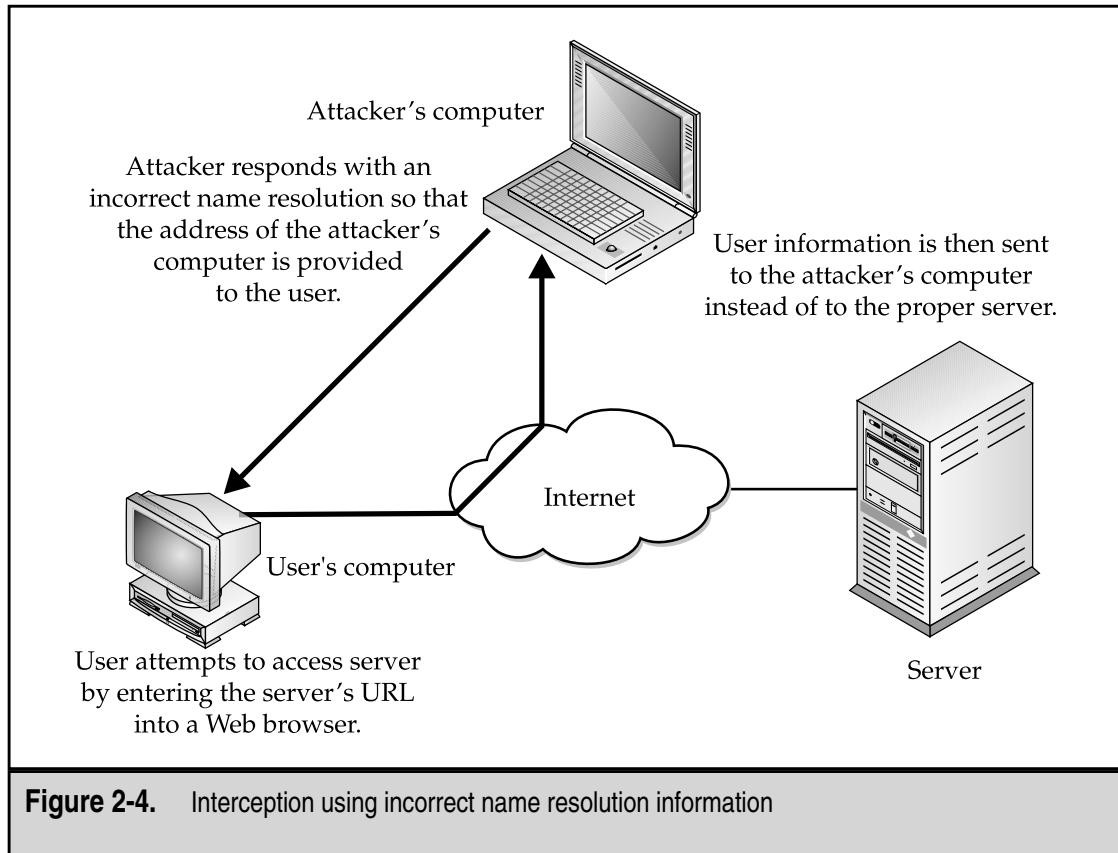 Attacker’s computer
Attacker responds with an
incorrect name resolution so that
the address of the attacker’s
computer is provided
to the user.
User information is then sent
to the attacker’s computer
instead of to the proper server.
Internet
User's computer
User attempts to access server
by entering the server’s URL
into a Web browser.
Server
Figure 2-4. Interception using incorrect name resolution information